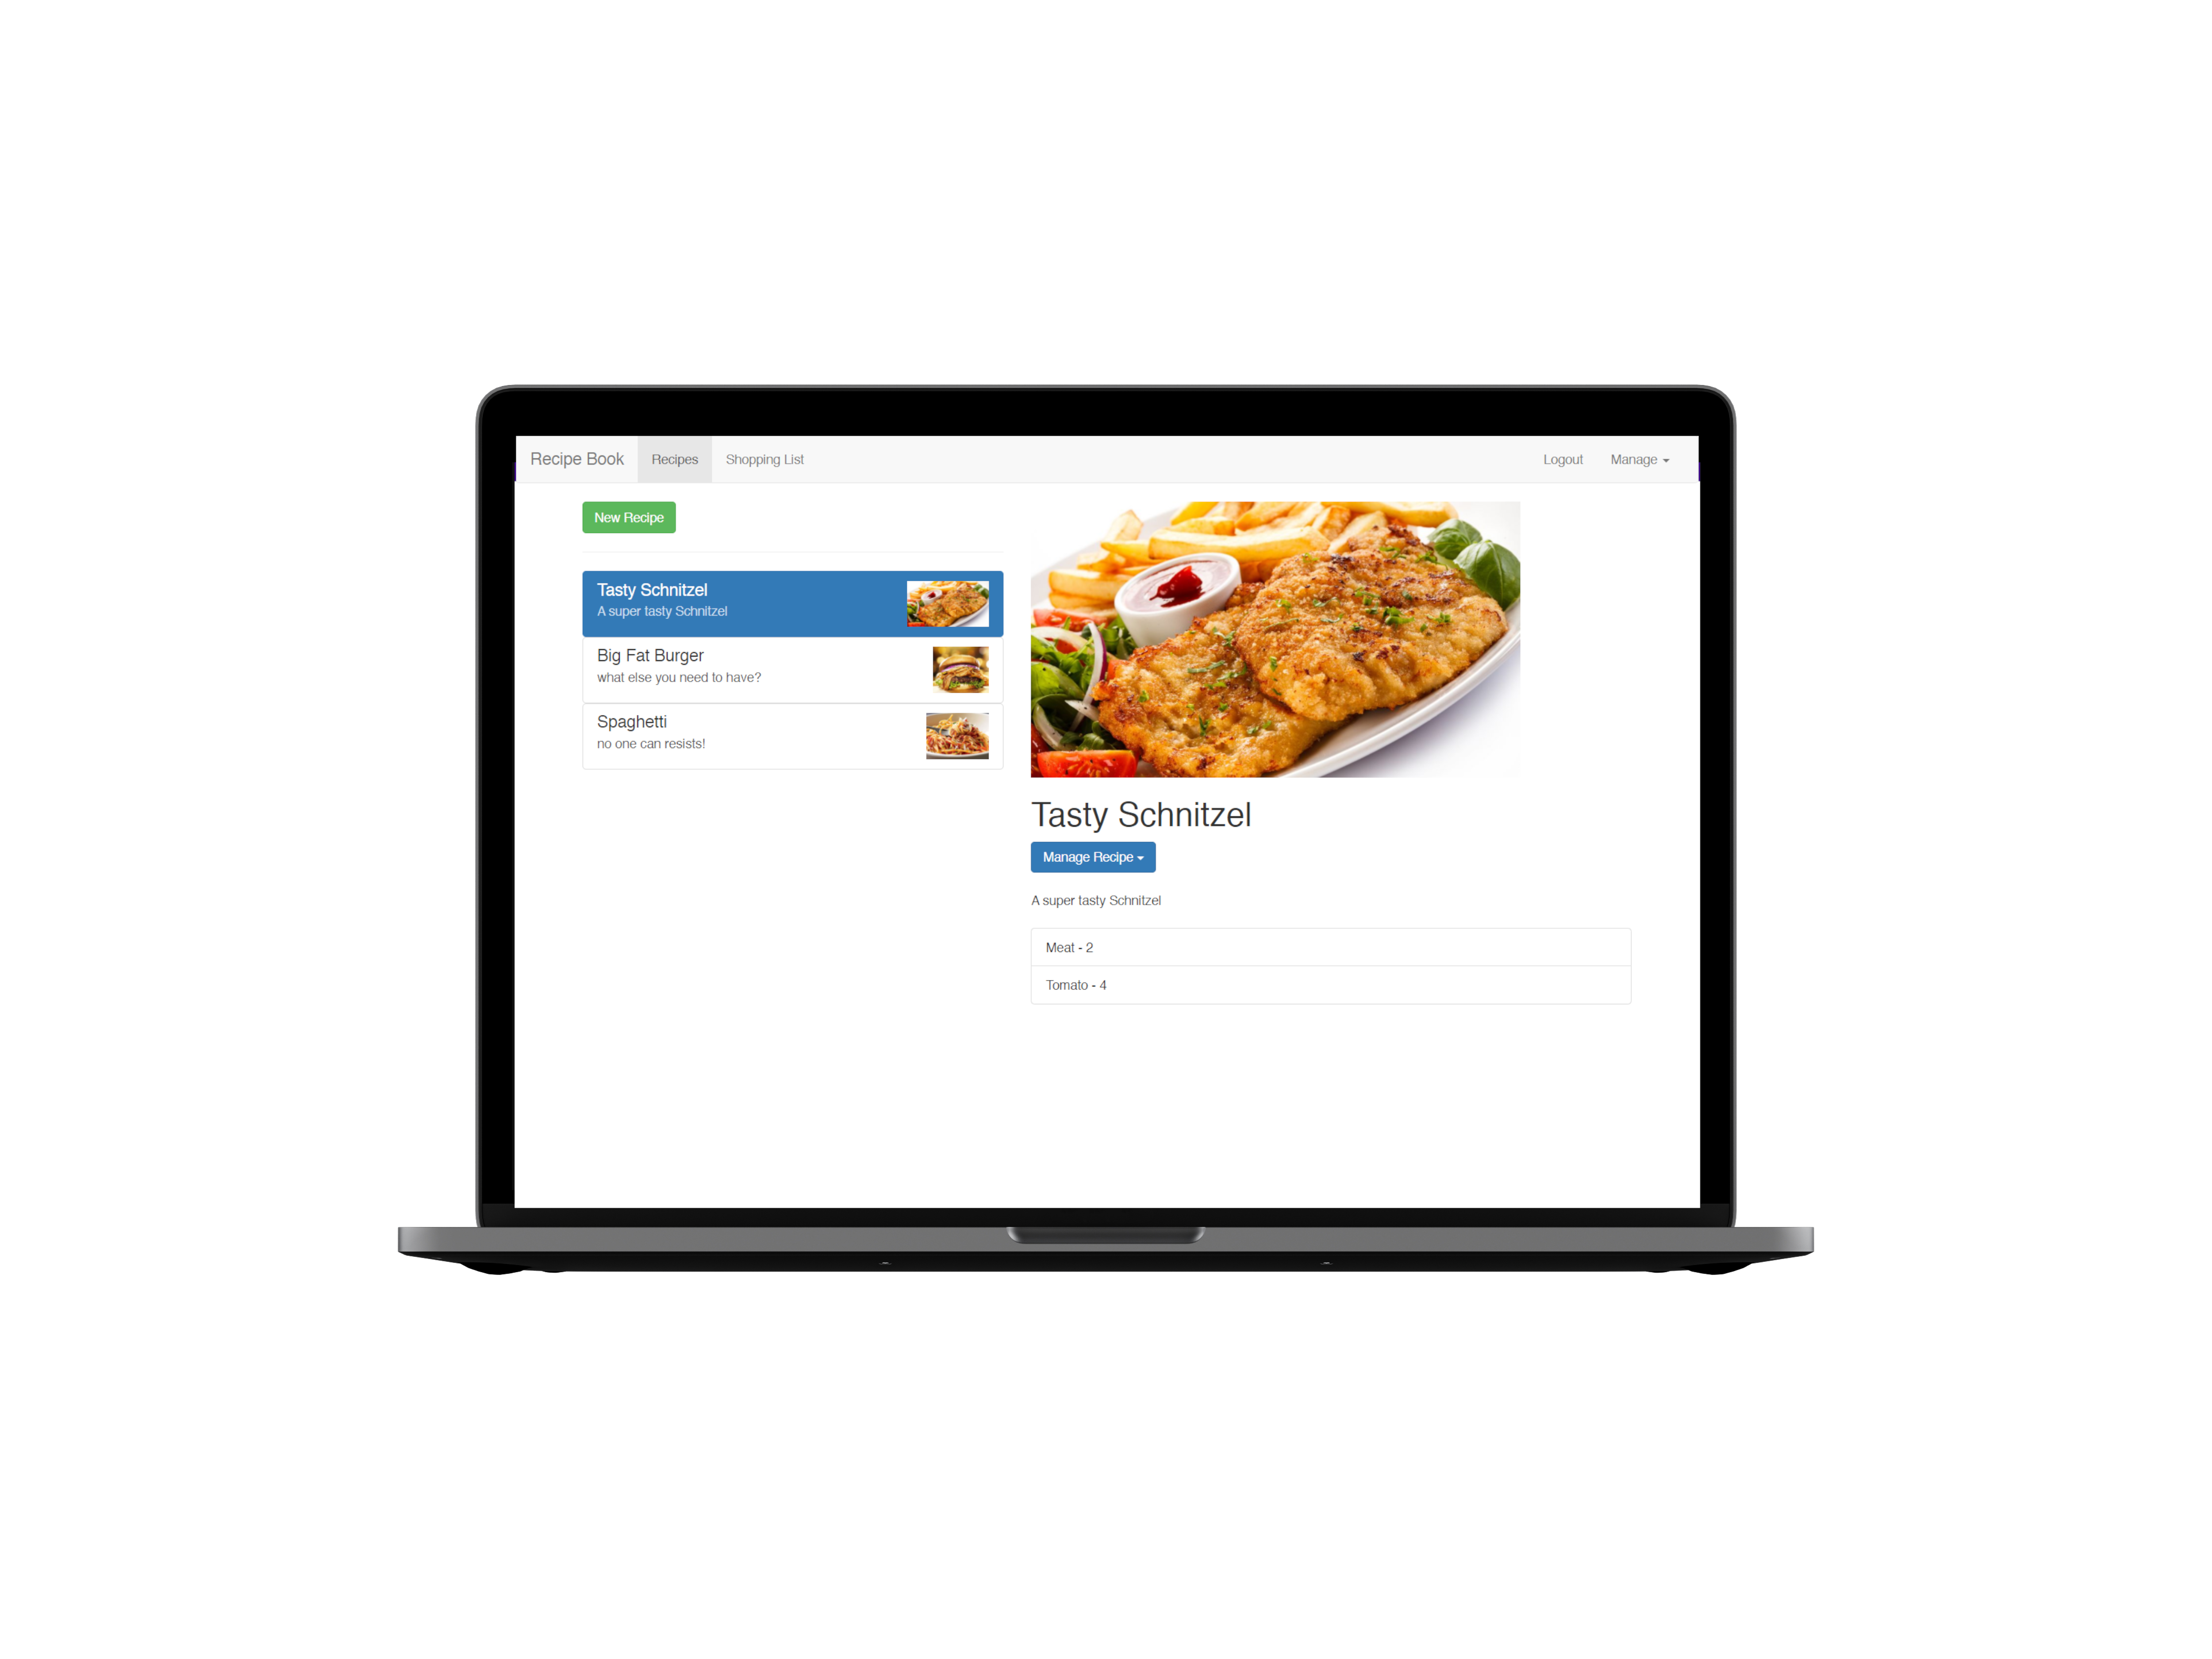 Recipe Book Recipes Shopping List Logout Manage
New Recipe
Tasty Schnitzel
A super tasty Schnitzel
Big Fat Burger
what else you need to have?
Spaghetti
no one can resists!
Tasty Schnitzel
Manage Recipe
A super tasty Schnitzel
Meat - 2
Tomato - 4